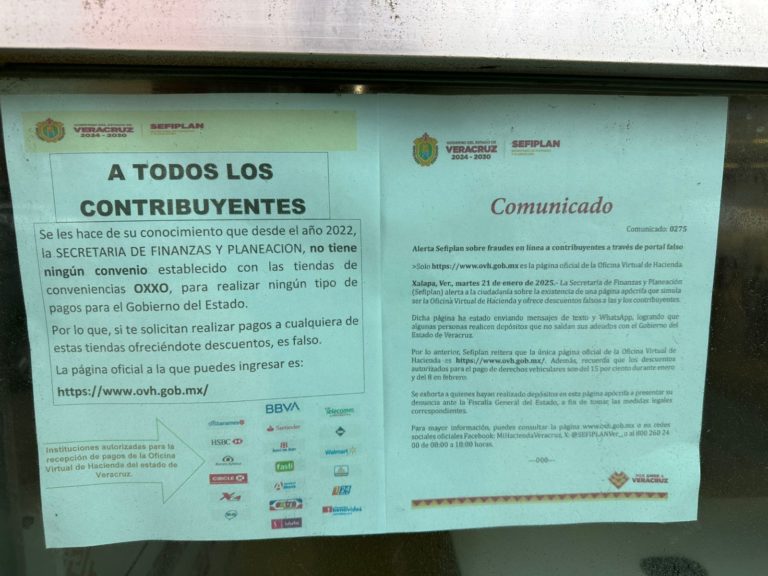 GOBIERNO DEL ESTADO DE
VERACRUZ
2024 - 2030
SEFIPLAN
A TODOS LOS
CONTRIBUYENTES
Se les hace de su conocimiento que desde el año 2022,
la SECRETARIA DE FINANZAS Y PLANEACION, no tiene
ningún convenio establecido con las tiendas de
conveniencias OXXO, para realizar ningún tipo de
pagos para el Gobierno del Estado.
Por lo que, si te solicitan realizar pagos a cualquiera de
estas tiendas ofreciéndote descuentos, es falso.
La página oficial a la que puedes ingresar es:
https://www.ovh.gob.mx/
Instituciones autorizadas para la
recepción de pagos de la Oficina
Virtual de Hacienda del estado de
Veracruz.
BBVA
Telecomm
citibanamex
Santander
HSBC
Walmart
fasti
CIRCLE K
extra
benavides
GOBIERNO DEL ESTADO DE
VERACRUZ
2024 - 2030
SEFIPLAN
Comunicado
Comunicado: 0275
Alerta Sefiplan sobre fraudes en línea a contribuyentes a través de portal falso
>Solo https://www.ovh.gob.mx es la página oficial de la Oficina Virtual de Hacienda
Xalapa, Ver., martes 21 de enero de 2025.- La Secretaría de Finanzas y Planeación
(Sefiplan) alerta a la ciudadanía sobre la existencia de una página apócrifa que simula
ser la Oficina Virtual de Hacienda y ofrece descuentos falsos a las y los contribuyentes.
Dicha página ha estado enviando mensajes de texto y WhatsApp, logrando que
algunas personas realicen depósitos que no saldan sus adeudos con el Gobierno del
Estado de Veracruz.
Por lo anterior, Sefiplan reitera que la única página oficial de la Oficina Virtual de
Hacienda es https://www.ovh.gob.mx/. Además, recuerda que los descuentos
autorizados para el pago de derechos vehiculares son del 15 por ciento durante enero
y del 8 en febrero.
Se exhorta a quienes hayan realizado depósitos en esta página apócrifa a presentar su
denuncia ante la Fiscalía General del Estado, a fin de tomar las medidas legales
correspondientes.
Para mayor información, puedes consultar la página www.ovh.gob.mx o en redes
sociales oficiales Facebook: MiHaciendaVeracruz, X: @SEFIPLANVer_, o al 800 260 24
00 de 08:00 a 18:00 horas.
-000-
POR AMOR A
VERACRUZ